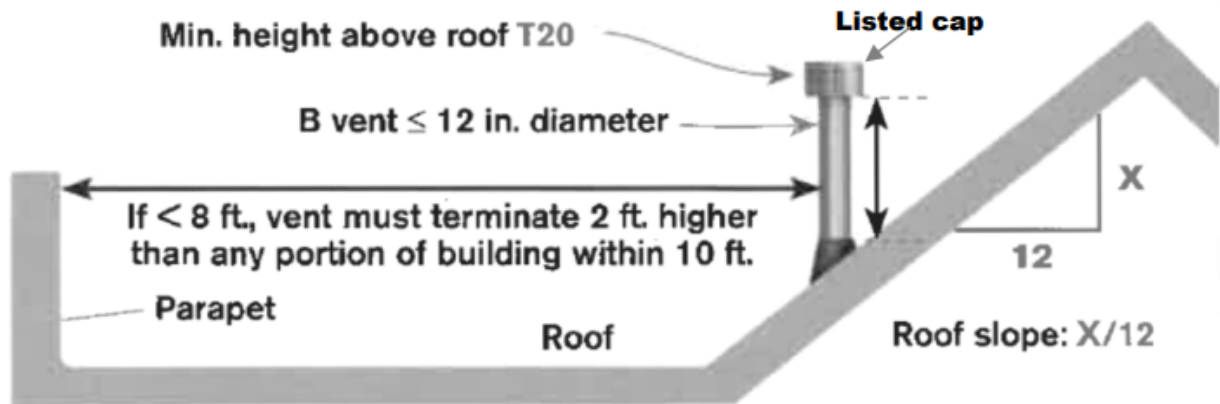 Listed cap
Min. height above roof T20
B vent ≤ 12 in. diameter
If < 8 ft., vent must terminate 2 ft. higher
than any portion of building within 10 ft.
X
12
Parapet
Roof
Roof slope: X/12